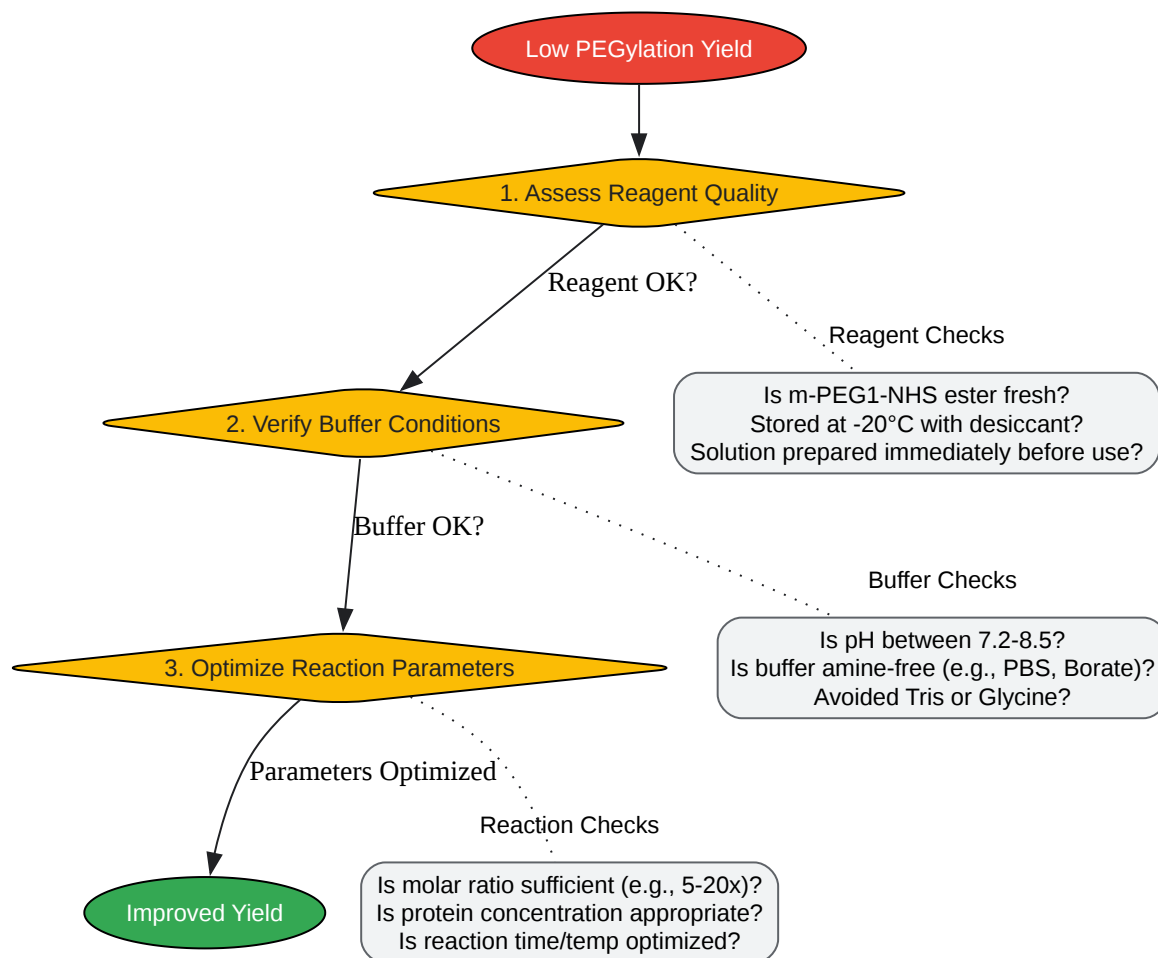 Low PEGylation Yield
1. Assess Reagent Quality
Reagent OK?
Reagent Checks
Is m-PEG1-NHS ester fresh?
Stored at -20°C with desiccant?
Solution prepared immediately before use?
2. Verify Buffer Conditions
Buffer OK?
Buffer Checks
Is pH between 7.2-8.5?
Is buffer amine-free (e.g., PBS, Borate)?
Avoided Tris or Glycine?
3. Optimize Reaction Parameters
Parameters Optimized
Reaction Checks
Is molar ratio sufficient (e.g., 5-20x)?
Is protein concentration appropriate?
Is reaction time/temp optimized?
Improved Yield